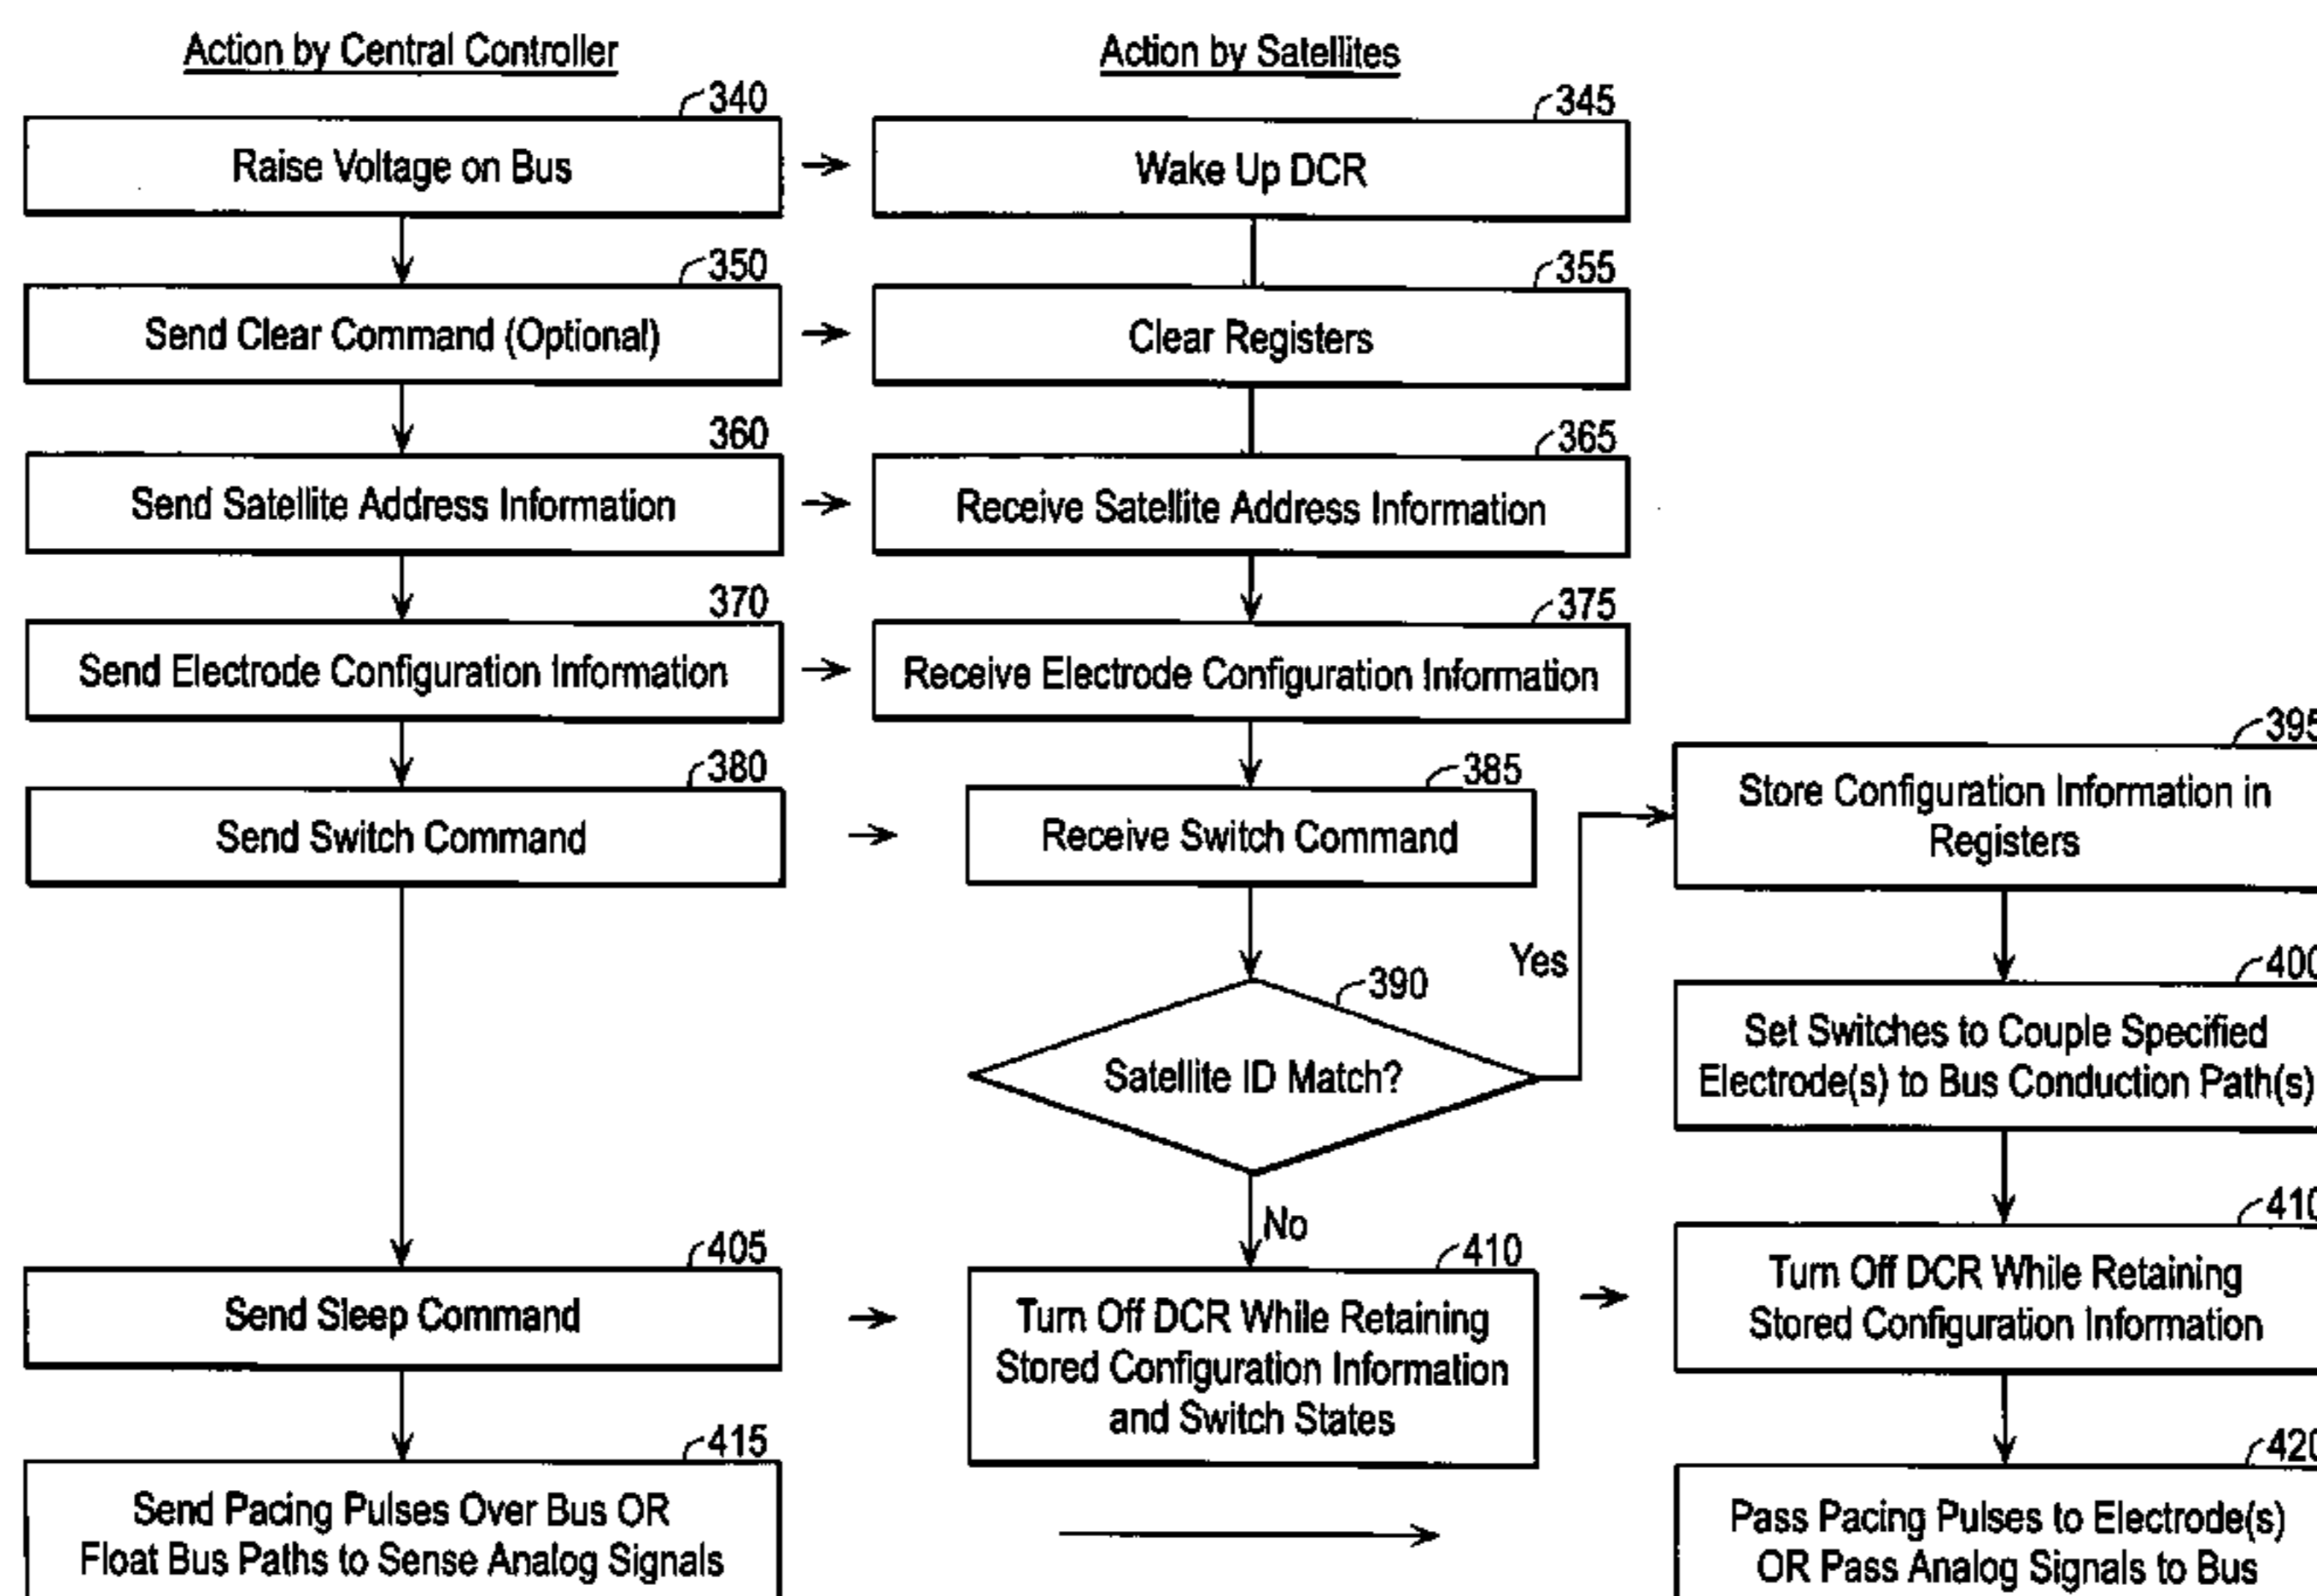 Action by Central Controller
Action by Satellites
340
Raise Voltage on Bus
345
Wake Up DCR
350
Send Clear Command (Optional)
355
Clear Registers
360
Send Satellite Address Information
365
Receive Satellite Address Information
370
Send Electrode Configuration Information
375
Receive Electrode Configuration Information
380
Send Switch Command
385
Receive Switch Command
395
Store Configuration Information in
Registers
Yes
390
Satellite ID Match?
400
Set Switches to Couple Specified
Electrode(s) to Bus Conduction Path(s)
No
405
Send Sleep Command
410
Turn Off DCR While Retaining
Stored Configuration Information
and Switch States
410
Turn Off DCR While Retaining
Stored Configuration Information
415
Send Pacing Pulses Over Bus OR
Float Bus Paths to Sense Analog Signals
420
Pass Pacing Pulses to Electrode(s)
OR Pass Analog Signals to Bus